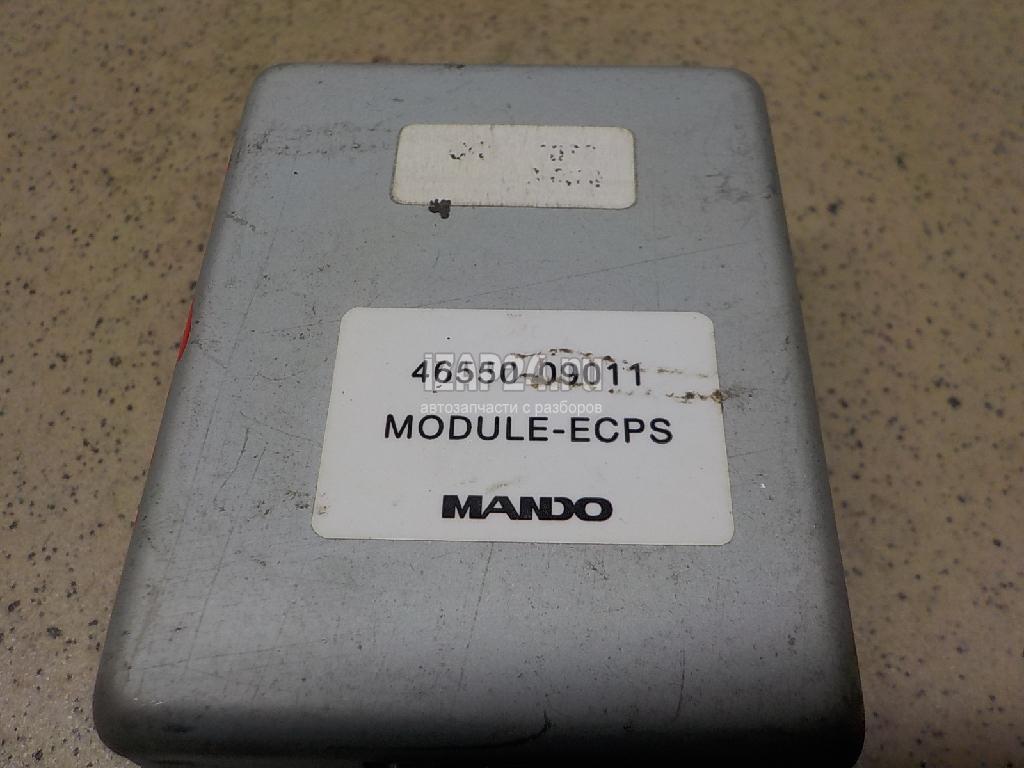 46550-09011
автозапчасти с разборов
MODULE-ECPS
MANDO